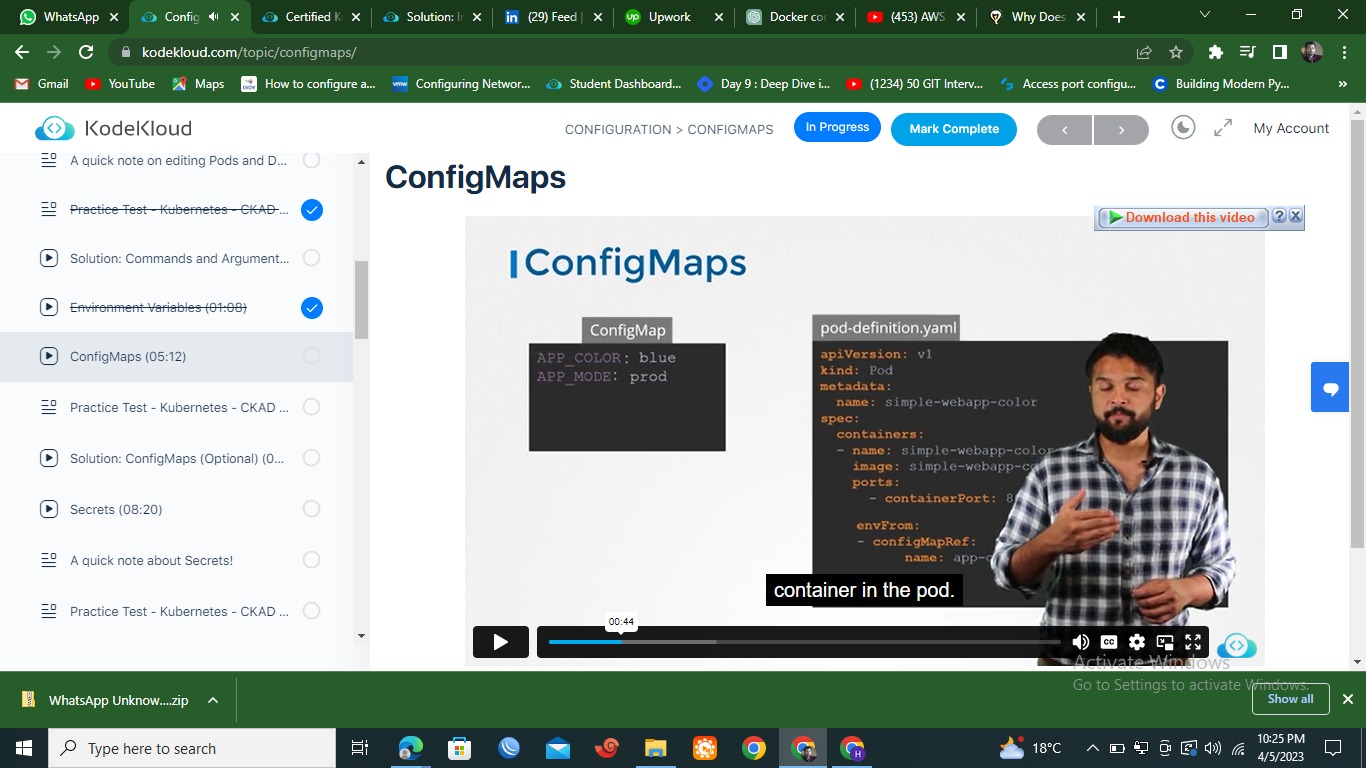 WhatsApp
Config
Certified K
Solution: I
(29) Feed |
Upwork
Docker co
(453) AWS
Why Does
kodekloud.com/topic/configmaps/
Gmail
YouTube
Maps
How to configure a...
Configuring Networ...
Student Dashboard...
Day 9 : Deep Dive i...
(1234) 50 GIT Interv...
Access port configu...
Building Modern Py...
»
KodeKloud
CONFIGURATION > CONFIGMAPS
In Progress
Mark Complete
My Account
A quick note on editing Pods and D...
Practice Test - Kubernetes - CKAD ...
Solution: Commands and Argument...
Environment Variables (01:08)
ConfigMaps (05:12)
Practice Test - Kubernetes - CKAD ...
Solution: ConfigMaps (Optional) (0...
Secrets (08:20)
A quick note about Secrets!
Practice Test - Kubernetes - CKAD ...
ConfigMaps
Download this video
ConfigMaps
ConfigMap
APP_COLOR: blue
APP_MODE: prod
pod-definition.yaml
apiVersion: v1
kind: Pod
metadata:
name: simple-webapp-color
spec:
containers:
- name: simple-webapp-color
image: simple-webapp-co
ports:
- containerPort: 8
envFrom:
- configMapRef:
name: app-c
container in the pod.
00:44
CC
Activate Windows
Go to Settings to activate Windows.
WhatsApp Unknow....zip
Show all
Type here to search
18°C
10:25 PM
4/5/2023